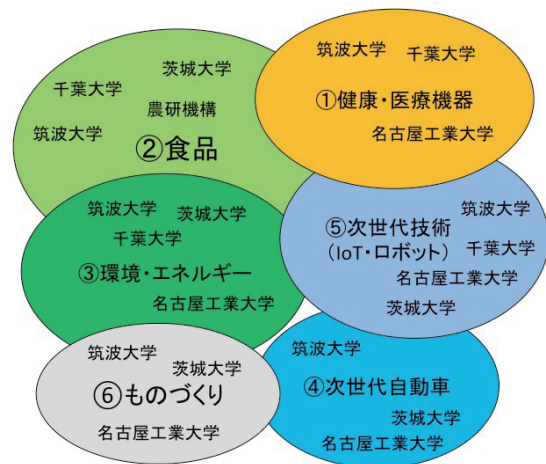 筑波大学
千葉大学
①健康・医療機器
名古屋工業大学
茨城大学
千葉大学
農研機構
筑波大学
②食品
筑波大学
茨城大学
千葉大学
③環境・エネルギー
名古屋工業大学
筑波大学
⑤次世代技術
(IoT・ロボット)
千葉大学
名古屋工業大学
茨城大学
筑波大学
茨城大学
⑥ものづくり
名古屋工業大学
筑波大学
④次世代自動車
茨城大学
名古屋工業大学